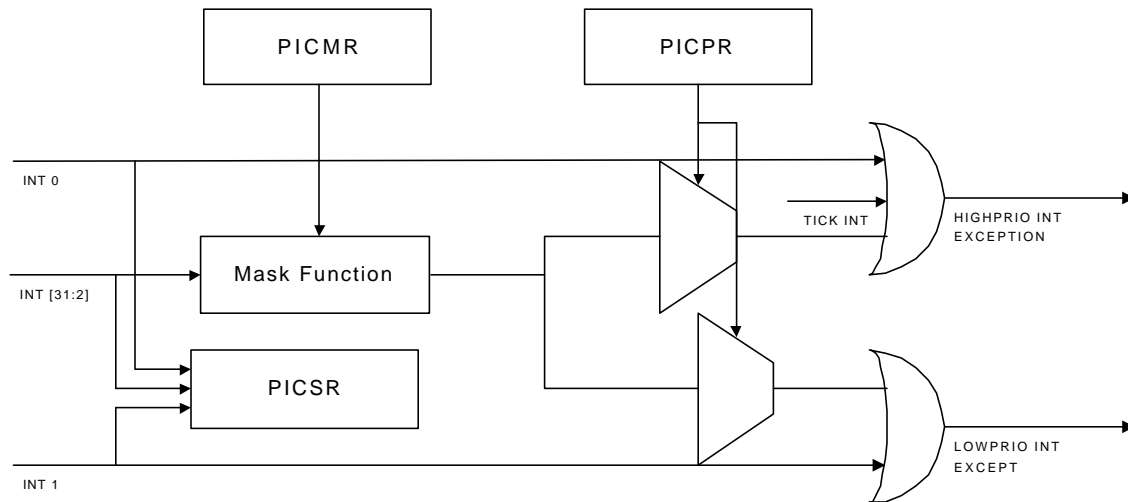 PICMR
PICPR
INT 0
TICK INT
HIGHPRIO INT
EXCEPTION
Mask Function
INT [31:2]
PICSR
LOWPRIO INT
EXCEPT
INT 1